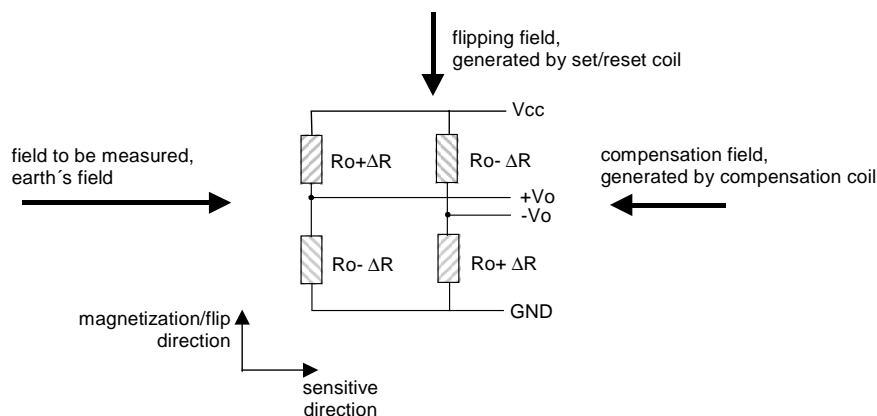 flipping field,
generated by set/reset coil
Vcc
field to be measured,
earth´s field
Ro+ΔR
Ro- ΔR
compensation field,
generated by compensation coil
+Vo
-Vo
Ro- ΔR
Ro+ ΔR
GND
magnetization/flip
direction
sensitive
direction